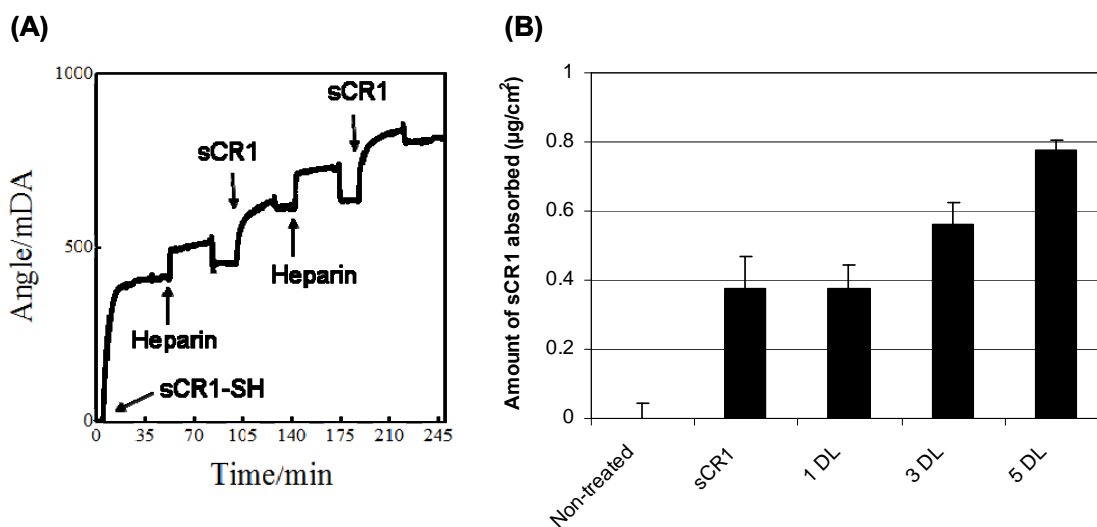 (A)
1000
500
0
Angle/mDA
sCR1
sCR1
Heparin
Heparin
sCR1-SH
0 35 70 105 140 175 210 245
Time/min
(B)
Amount of sCR1 absorbed (µg/cm²)
1
0.8
0.6
0.4
0.2
0
Non-treated
sCR1
1 DL
3 DL
5 DL